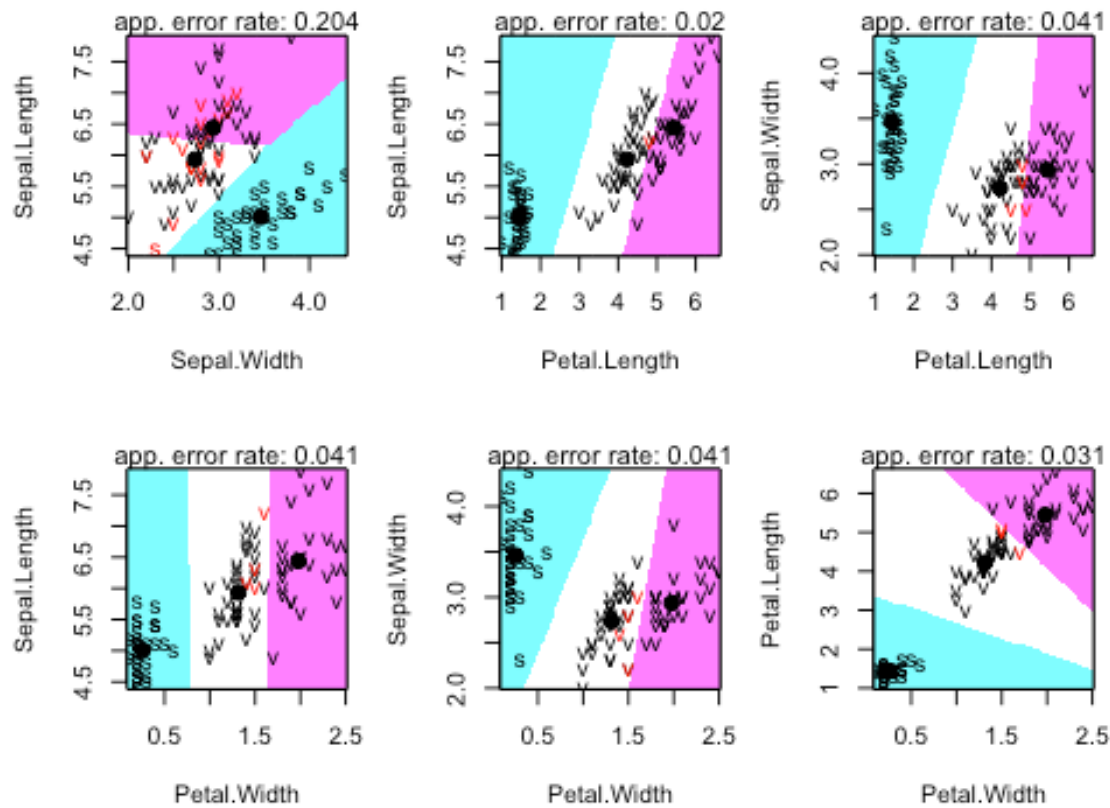 app. error rate: 0.204
Sepal.Length
4.5 5.5 6.5 7.5
2.0 3.0 4.0
Sepal.Width
app. error rate: 0.02
Sepal.Length
4.5 5.5 6.5 7.5
1 2 3 4 5 6
Petal.Length
app. error rate: 0.041
Sepal.Width
2.0 3.0 4.0
1 2 3 4 5 6
Petal.Length
app. error rate: 0.041
Sepal.Length
4.5 5.5 6.5 7.5
0.5 1.5 2.5
Petal.Width
app. error rate: 0.041
Sepal.Width
2.0 3.0 4.0
0.5 1.5 2.5
Petal.Width
app. error rate: 0.031
Petal.Length
1 2 3 4 5 6
0.5 1.5 2.5
Petal.Width